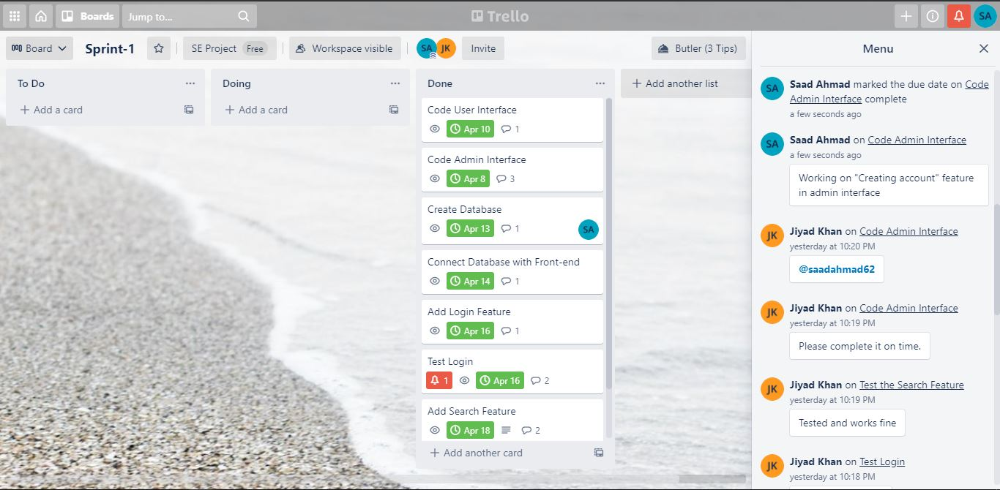 Boards
Jump to...
Trello
SA
Board
Sprint-1
SE Project Free
Workspace visible
SA JK
Invite
Butler (3 Tips)
To Do
Add a card
Doing
Add a card
Done
Code User Interface
Apr 10 1
Code Admin Interface
Apr 8 3
Create Database
Apr 13 1
SA
Connect Database with Front-end
Apr 14 1
Add Login Feature
Apr 16 1
Test Login
1 Apr 16 2
Add Search Feature
Apr 18 2
Add another card
Add another list
Menu
SA
Saad Ahmad marked the due date on Code
Admin Interface complete
a few seconds ago
SA
Saad Ahmad on Code Admin Interface
a few seconds ago
Working on "Creating account" feature
in admin interface
JK
Jiyad Khan on Code Admin Interface
yesterday at 10:20 PM
@saadahmad62
JK
Jiyad Khan on Code Admin Interface
yesterday at 10:19 PM
Please complete it on time.
JK
Jiyad Khan on Test the Search Feature
yesterday at 10:19 PM
Tested and works fine
JK
Jiyad Khan on Test Login
yesterday at 10:18 PM